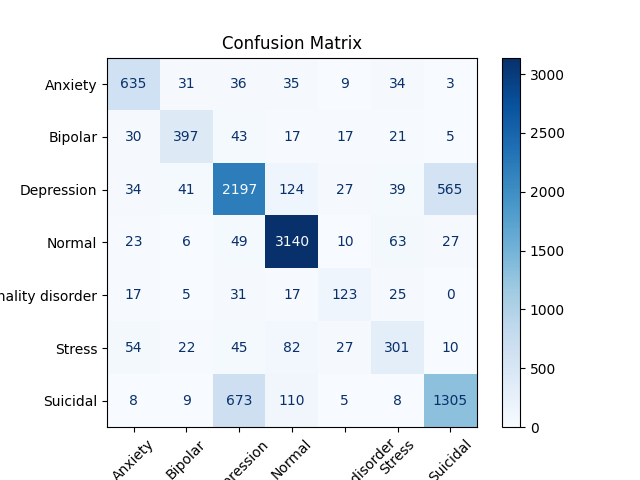 Confusion Matrix
Anxiety 635 31 36 35 9 34 3
Bipolar 30 397 43 17 17 21 5
Depression 34 41 2197 124 27 39 565
Normal 23 6 49 3140 10 63 27
nality disorder 17 5 31 17 123 25 0
Stress 54 22 45 82 27 301 10
Suicidal 8 9 673 110 5 8 1305
Anxiety Bipolar ression Normal disorder Stress Suicidal
3000
2500
2000
1500
1000
500
0